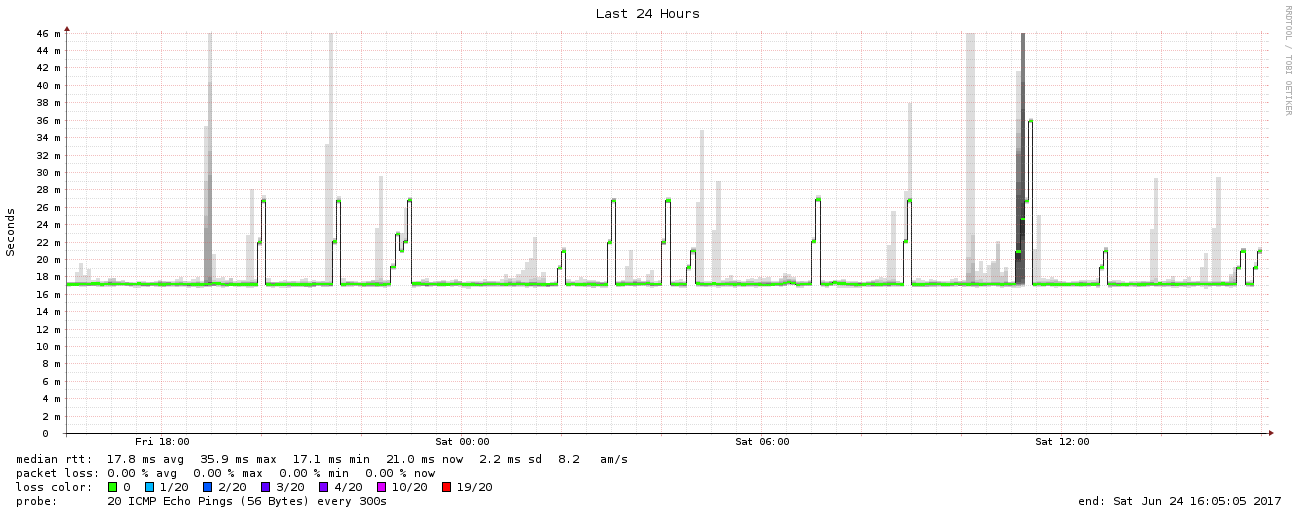 Last 24 Hours
RRDTOOL / TOBI OETIKER
Seconds
46 m
44 m
42 m
40 m
38 m
36 m
34 m
32 m
30 m
28 m
26 m
24 m
22 m
20 m
18 m
16 m
14 m
12 m
10 m
8 m
6 m
4 m
2 m
0
Fri 18:00 Sat 00:00 Sat 06:00 Sat 12:00
median rtt: 17.8 ms avg 35.9 ms max 17.1 ms min 21.0 ms now 2.2 ms sd 8.2 am/s
packet loss: 0.00 % avg 0.00 % max 0.00 % min 0.00 % now
loss color: 0 1/20 2/20 3/20 4/20 10/20 19/20
probe: 20 ICMP Echo Pings (56 Bytes) every 300s end: Sat Jun 24 16:05:05 2017